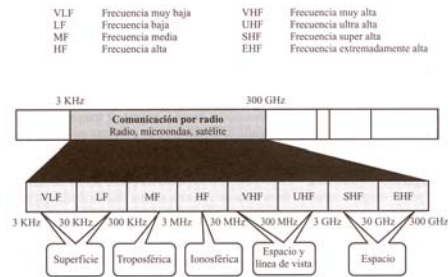 VLF Frecuencia muy baja VHF Frecuencia muy alta
LF Frecuencia baja UHF Frecuencia ultra alta
MF Frecuencia media SHF Frecuencia super alta
HF Frecuencia alta EHF Frecuencia extremadamente alta
3 KHz 300 GHz
Comunicación por radio
Radio, microondas, satélite
VLF LF MF HF VHF UHF SHF EHF
3 KHz 30 KHz 300 KHz 3 MHz 30 MHz 300 MHz 3 GHz 30 GHz 300 GHz
Superficie Troposférica Ionosférica Espacio y Espacio
línea de vista